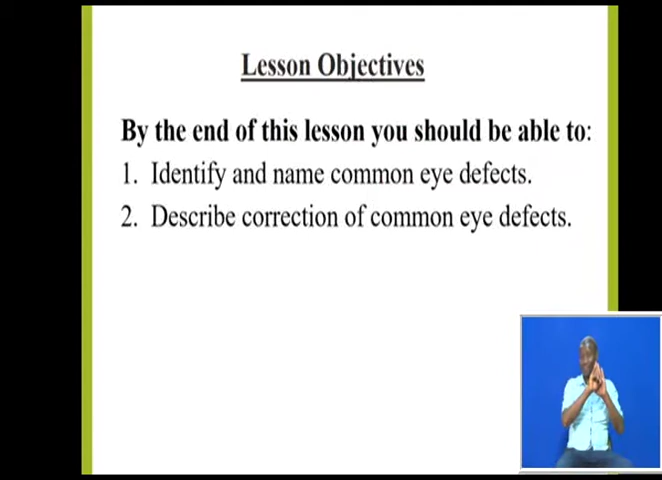 Lesson Objectives
By the end of this lesson you should be able to:
1. Identify and name common eye defects.
2. Describe correction of common eye defects.